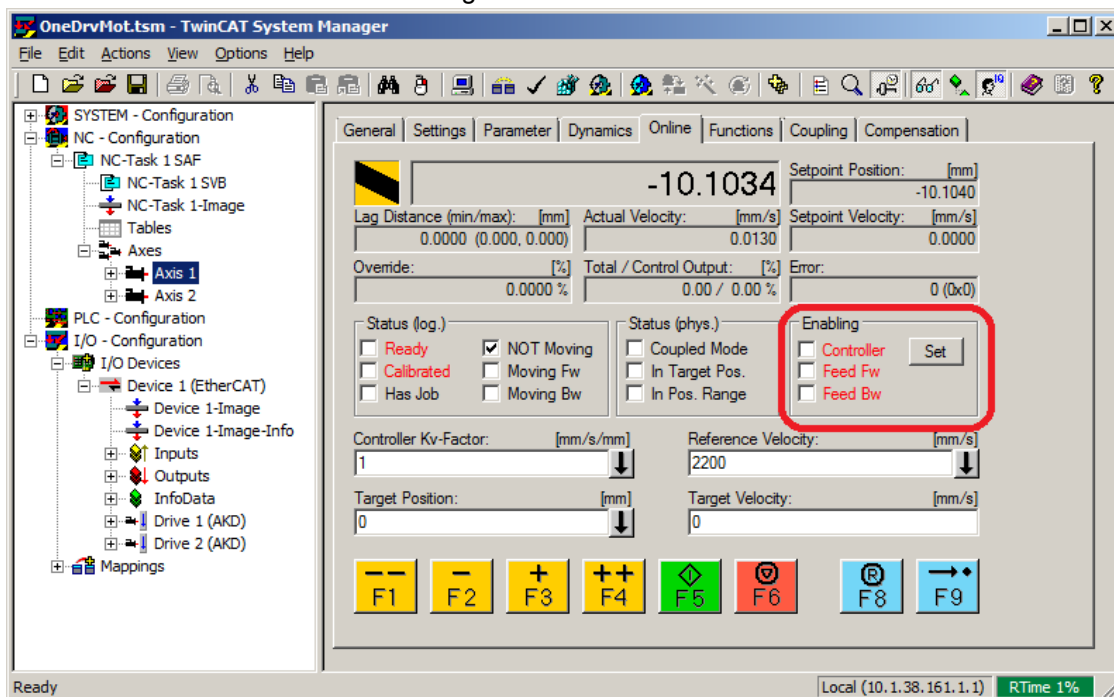 OneDrvMot.tsm - TwinCAT System Manager
File Edit Actions View Options Help
SYSTEM - Configuration
NC - Configuration
NC-Task 1 SAF
NC-Task 1 SVB
NC-Task 1-Image
Tables
Axes
Axis 1
Axis 2
PLC - Configuration
I/O - Configuration
I/O Devices
Device 1 (EtherCAT)
Device 1-Image
Device 1-Image-Info
Inputs
Outputs
InfoData
Drive 1 (AKD)
Drive 2 (AKD)
Mappings
General Settings Parameter Dynamics Online Functions Coupling Compensation
-10.1034
Setpoint Position: [mm]
-10.1040
Lag Distance (min/max): [mm] Actual Velocity: [mm/s] Setpoint Velocity: [mm/s]
0.0000 (0.000, 0.000) 0.0130 0.0000
Override: [%] Total / Control Output: [%] Error:
0.0000 % 0.00 / 0.00 % 0 (0x0)
Status (log.) Status (phys.) Enabling
Ready NOT Moving Coupled Mode Controller Set
Calibrated Moving Fw In Target Pos. Feed Fw
Has Job Moving Bw In Pos. Range Feed Bw
Controller Kv-Factor: [mm/s/mm] Reference Velocity: [mm/s]
1 2200
Target Position: [mm] Target Velocity: [mm/s]
0 0
-- - + ++ R
F1 F2 F3 F4 F5 F6 F8 F9
Ready Local (10.1.38.161.1.1) RTime 1%